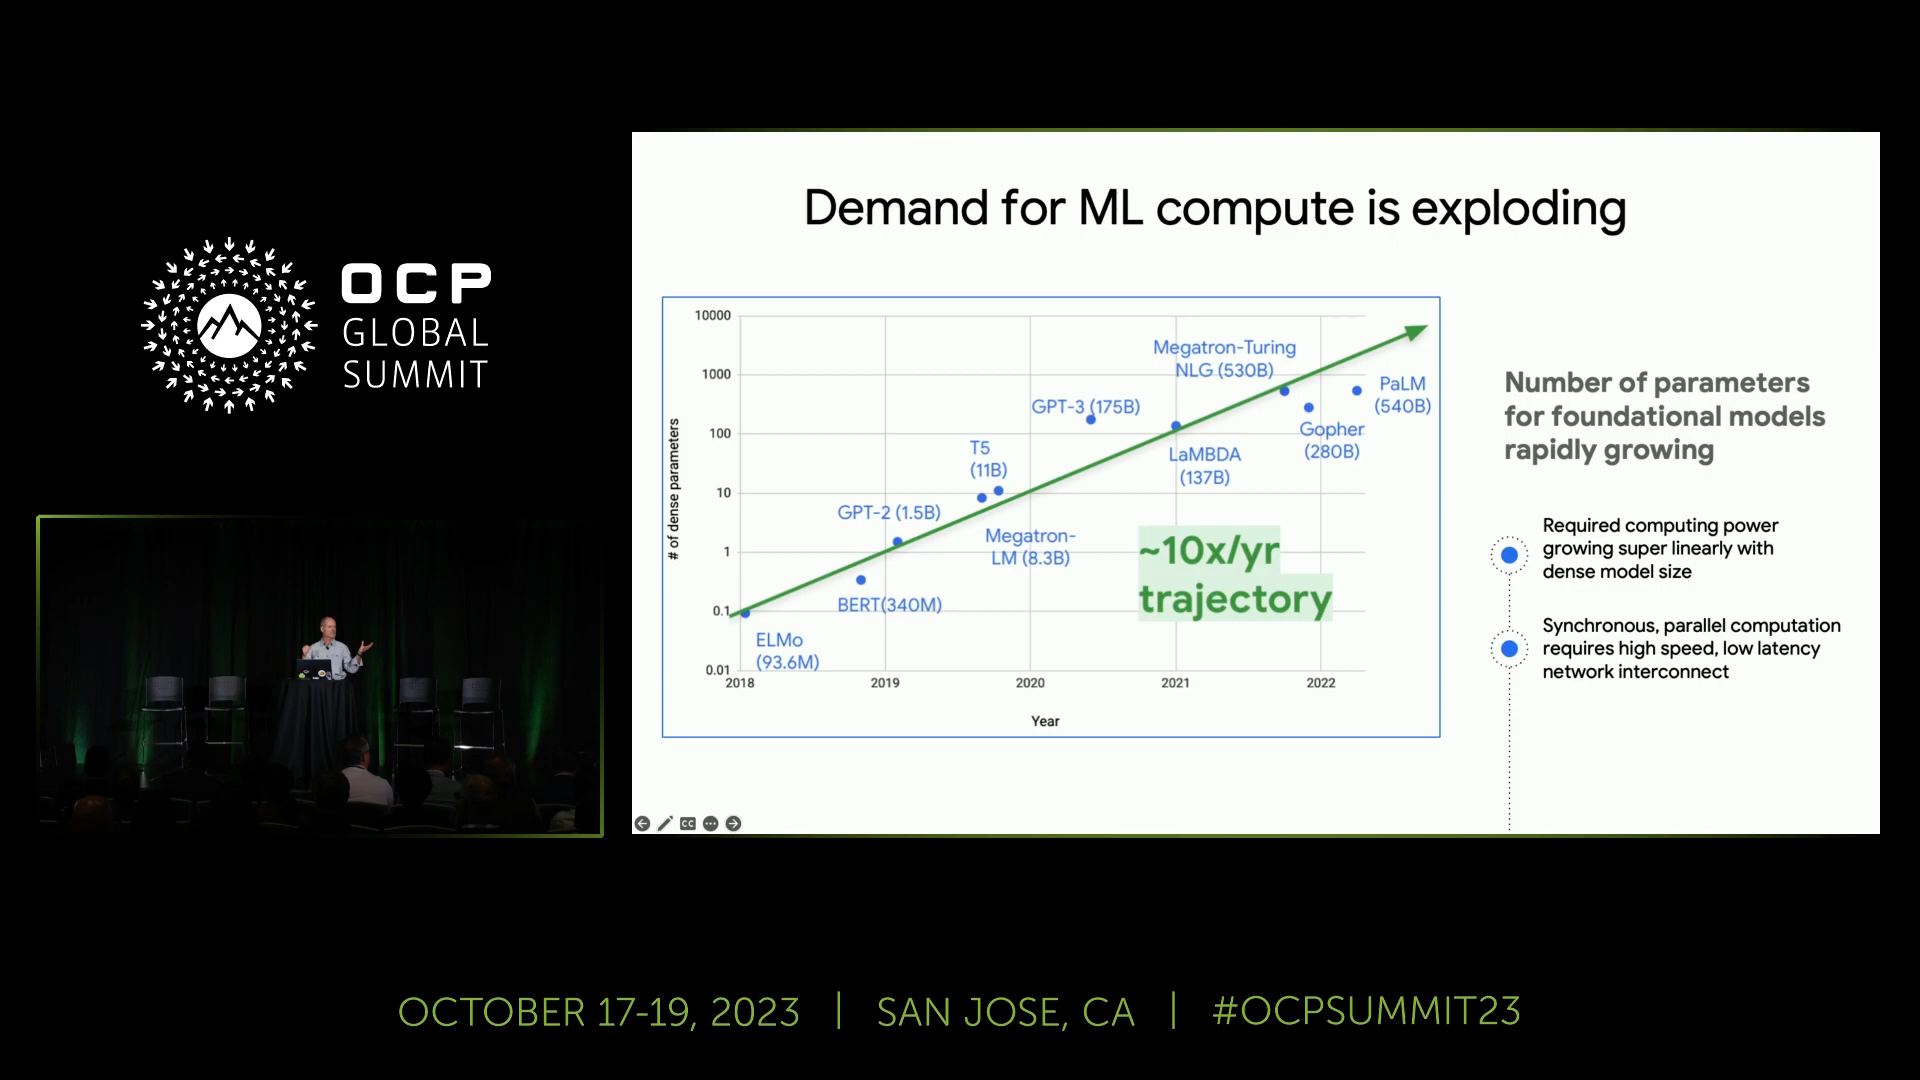 OCP
GLOBAL
SUMMIT
Demand for ML compute is exploding
10000
1000
100
10
1
0.1
0.01
# of dense parameters
2018
2019
2020
2021
2022
Year
ELMo
(93.6M)
BERT(340M)
GPT-2 (1.5B)
Megatron-
LM (8.3B)
T5
(11B)
GPT-3 (175B)
LaMBDA
(137B)
Megatron-Turing
NLG (530B)
Gopher
(280B)
PaLM
(540B)
~10x/yr
trajectory
Number of parameters
for foundational models
rapidly growing
Required computing power
growing super linearly with
dense model size
Synchronous, parallel computation
requires high speed, low latency
network interconnect
CC
OCTOBER 17-19, 2023 | SAN JOSE, CA | #OCPSUMMIT23